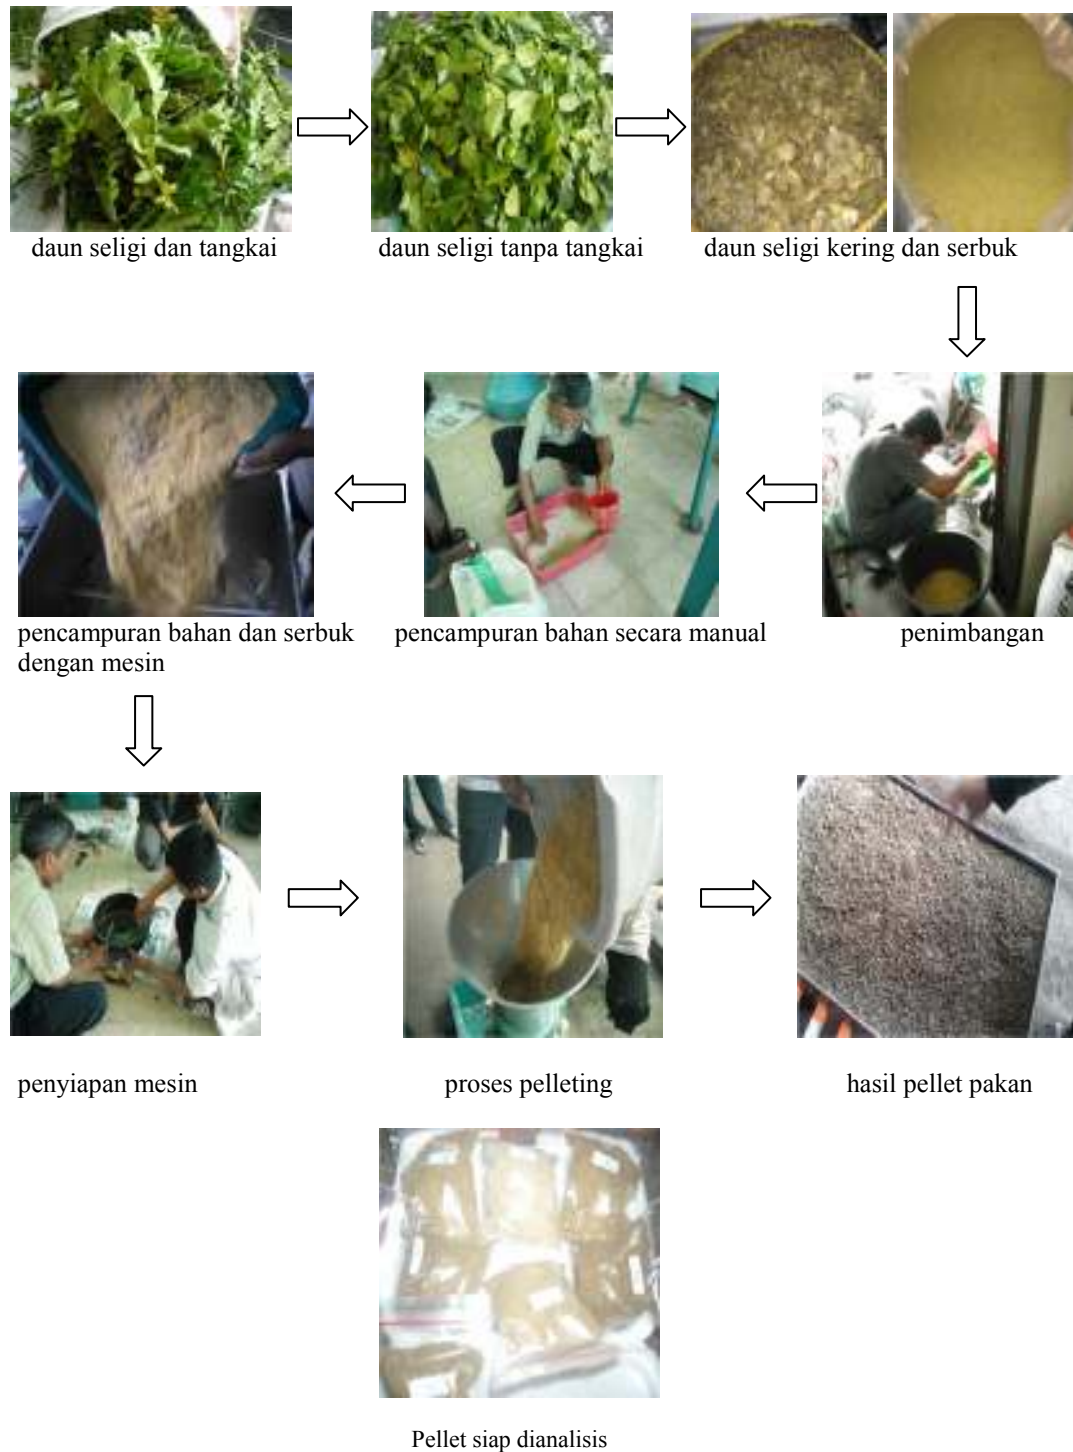 daun seligi dan tangkai
daun seligi tanpa tangkai
daun seligi kering dan serbuk
pencampuran bahan dan serbuk
dengan mesin
pencampuran bahan secara manual
penimbangan
penyiapan mesin
proses pelleting
hasil pellet pakan
Pellet siap dianalisis